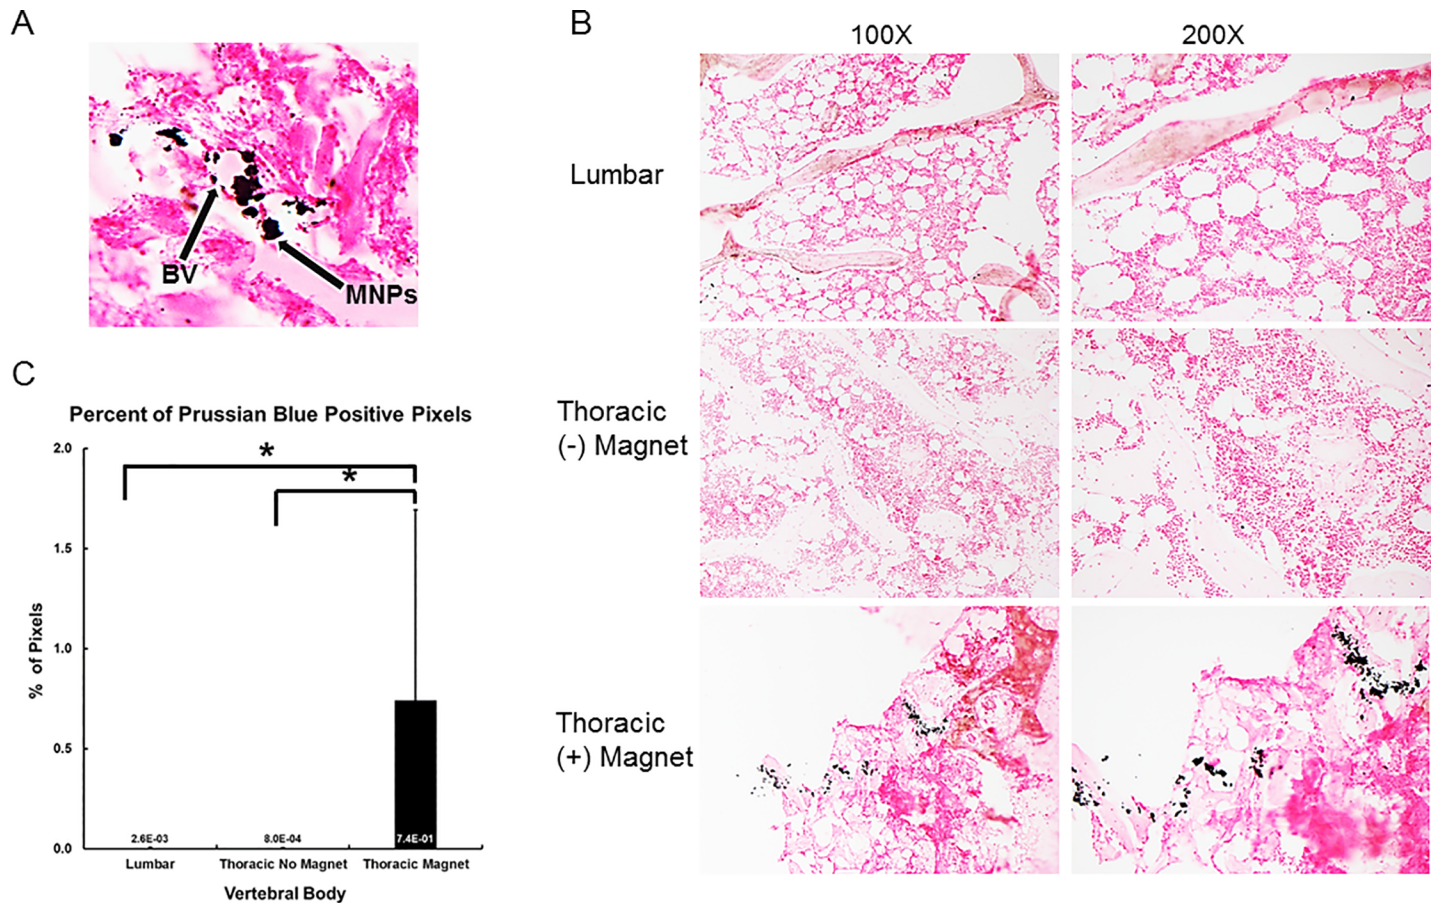 A
BV
MNPs
B
100X
200X
Lumbar
Thoracic
(-) Magnet
Thoracic
(+) Magnet
C
Percent of Prussian Blue Positive Pixels
% of Pixels
2.0
1.5
1.0
0.5
0.0
*
*
2.6E-03
8.0E-04
7.4E-01
Lumbar
Thoracic No Magnet
Thoracic Magnet
Vertebral Body